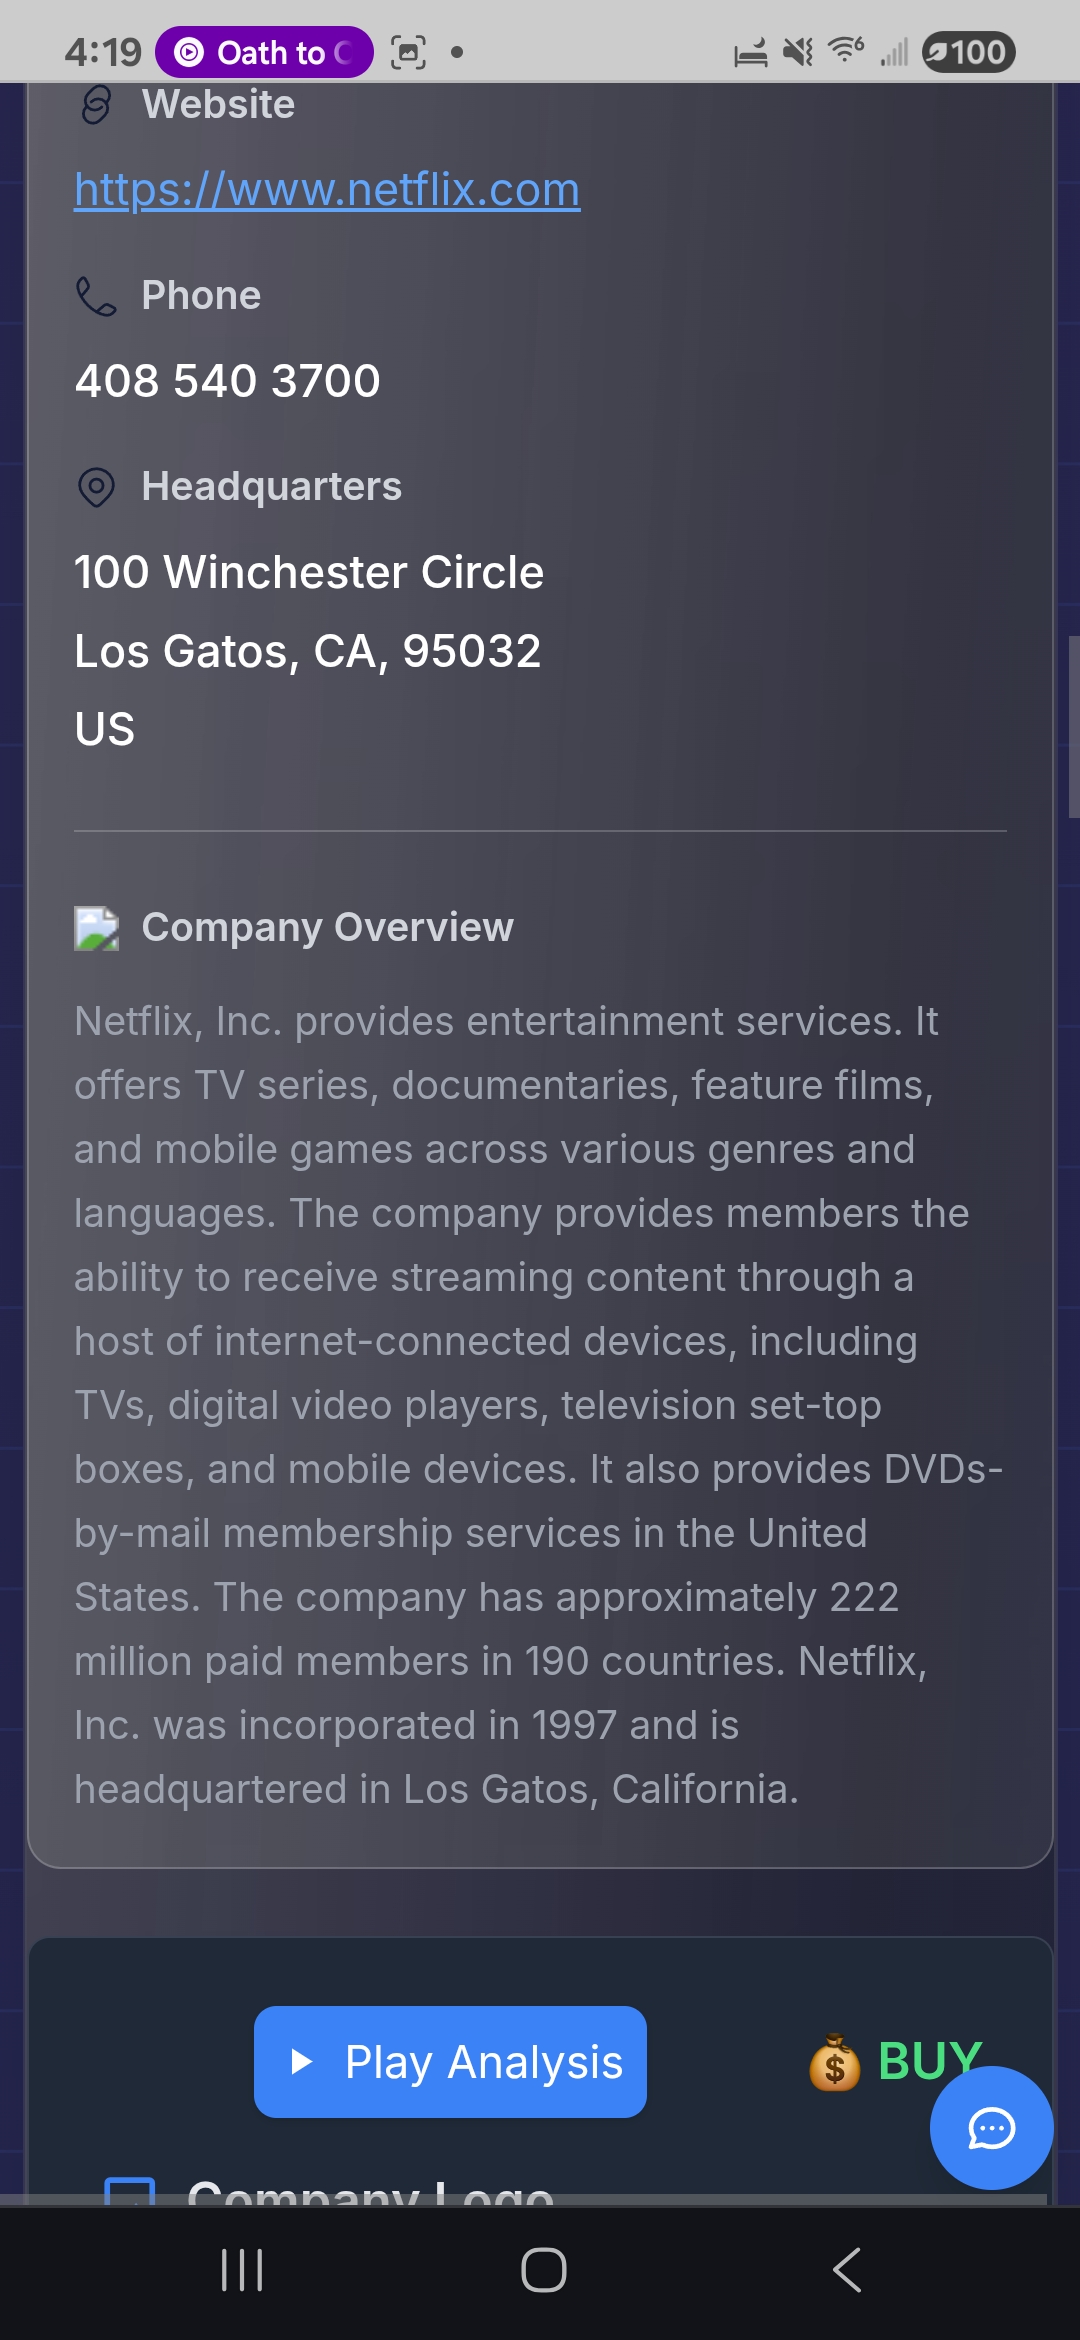 4:19
Oath to
6
100
Website
https://www.netflix.com
Phone
408 540 3700
Headquarters
100 Winchester Circle
Los Gatos, CA, 95032
US
Company Overview
Netflix, Inc. provides entertainment services. It
offers TV series, documentaries, feature films,
and mobile games across various genres and
languages. The company provides members the
ability to receive streaming content through a
host of internet-connected devices, including
TVs, digital video players, television set-top
boxes, and mobile devices. It also provides DVDs-
by-mail membership services in the United
States. The company has approximately 222
million paid members in 190 countries. Netflix,
Inc. was incorporated in 1997 and is
headquartered in Los Gatos, California.
Play Analysis
$ BUY
Company Logo